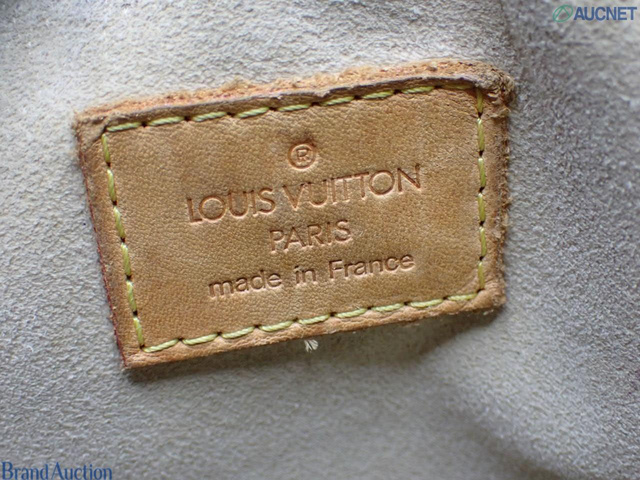 AUCNET
®
LOUIS VUITTON
PARIS
made in France
Brand Auction